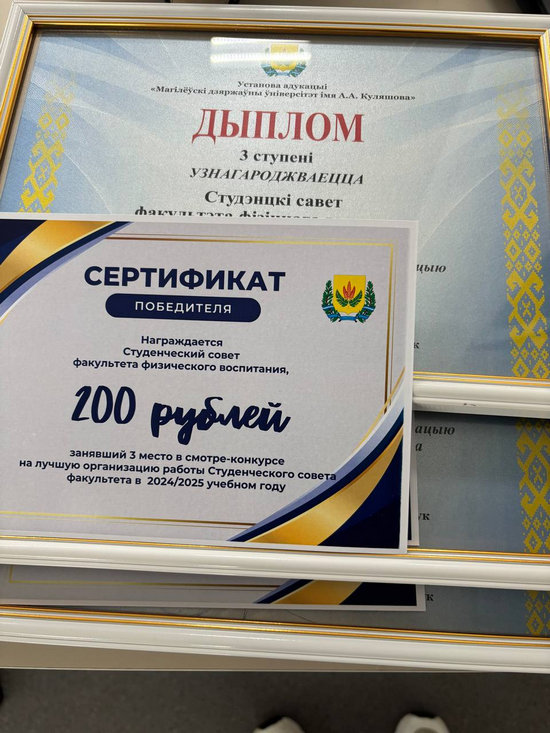 Установа адукацыі
«Магілёўскі дзяржаўны ўніверсітэт імя А.А. Куляшова»
ДЫПЛОМ
3 ступені
УЗНАГАРОДЖВАЕЦЦА
Студэнцкі савет
факультэта фізічнага
СЕРТИФИКАТ
ПОБЕДИТЕЛЯ
Награждается
Студенческий совет
факультета физического воспитания,
200 рублей
занявший 3 место в смотре-конкурсе
на лучшую организацию работы Студенческого совета
факультета в 2024/2025 учебном году